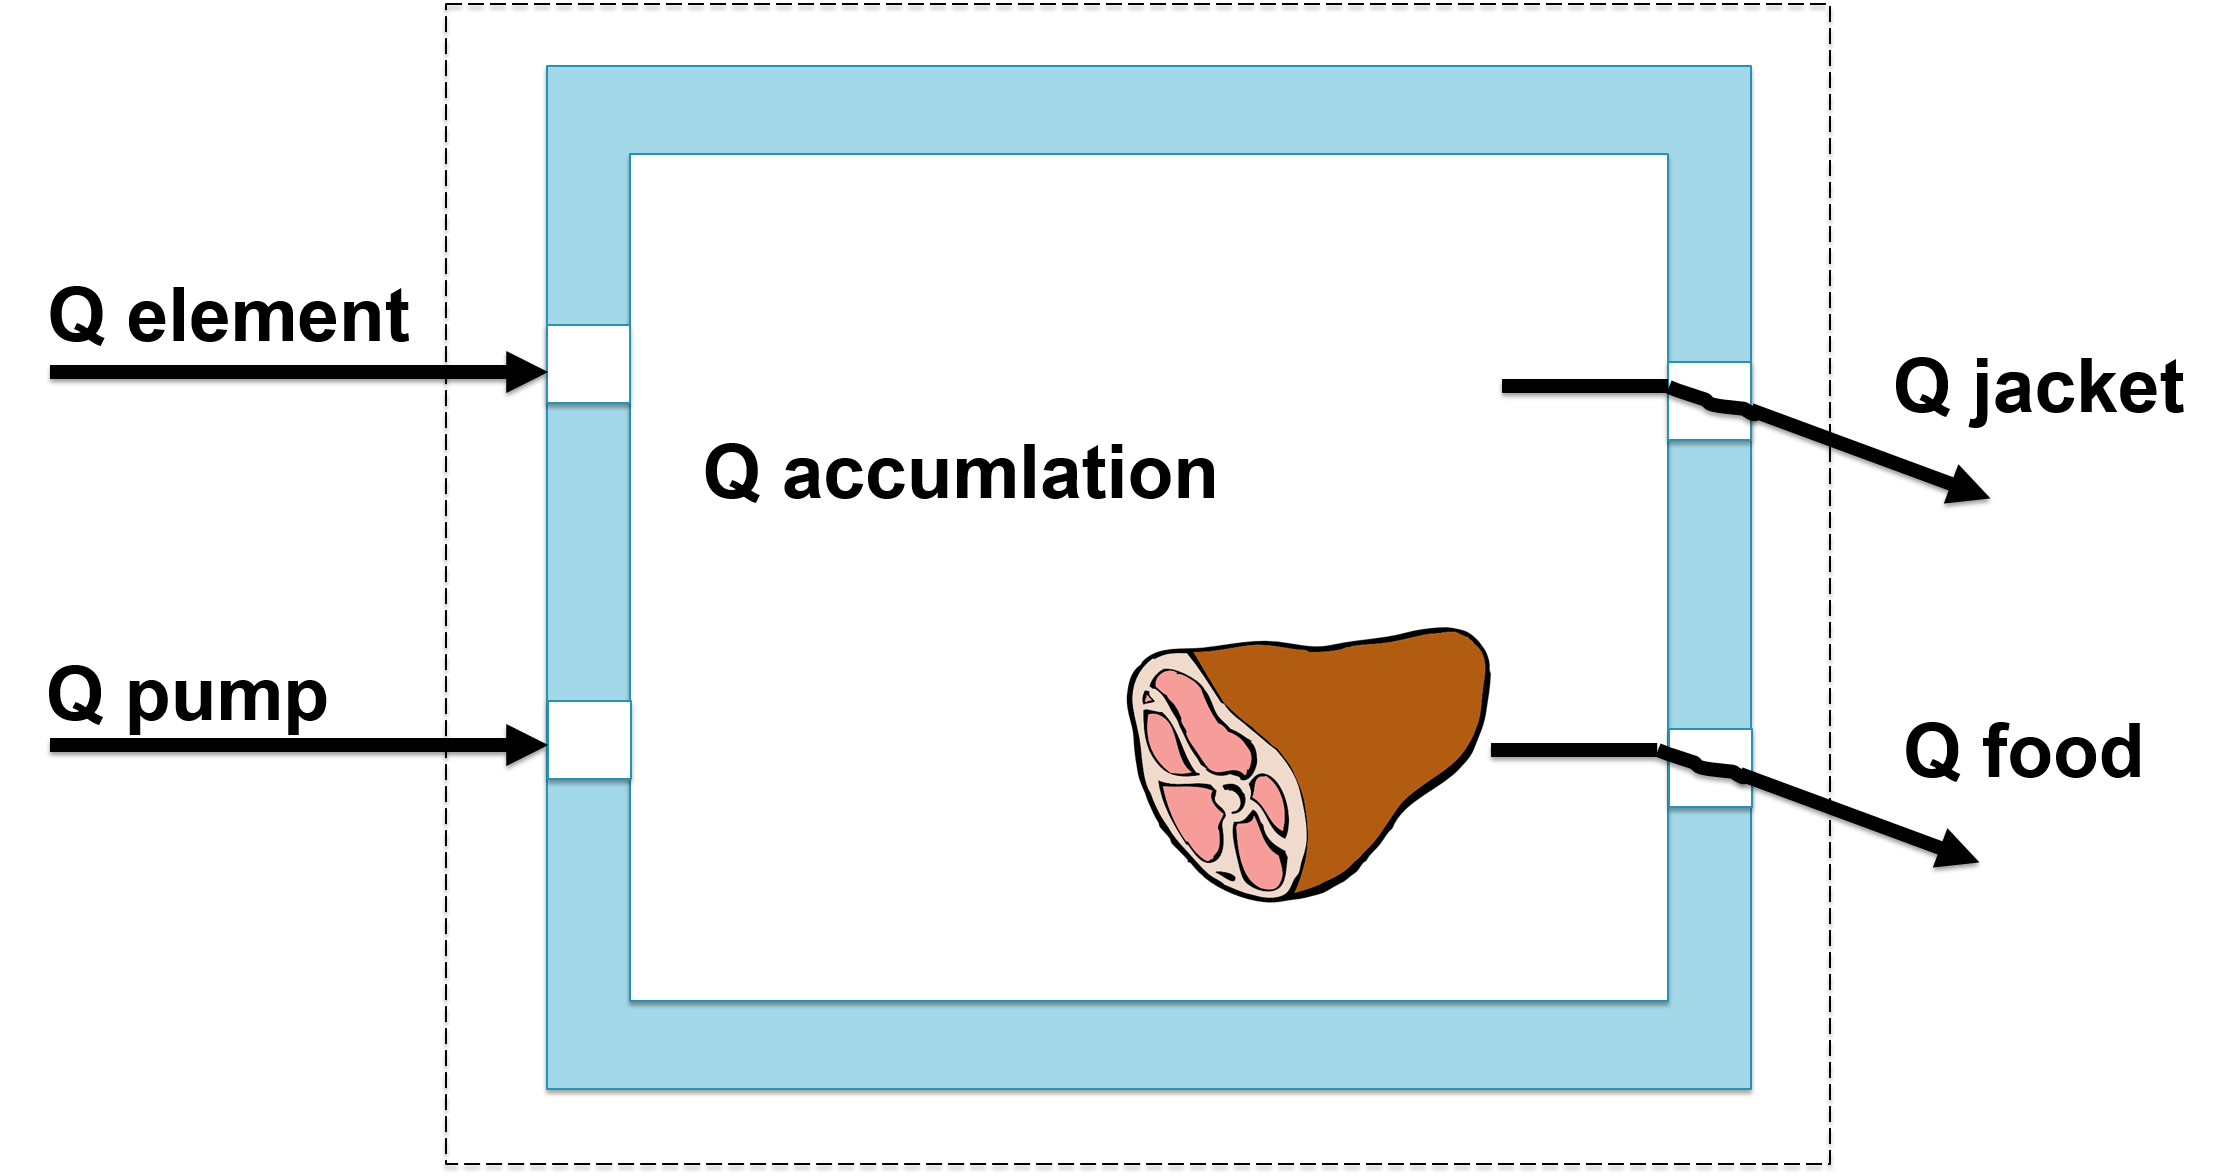 Q element
Q jacket
Q accumlation
Q pump
Q food